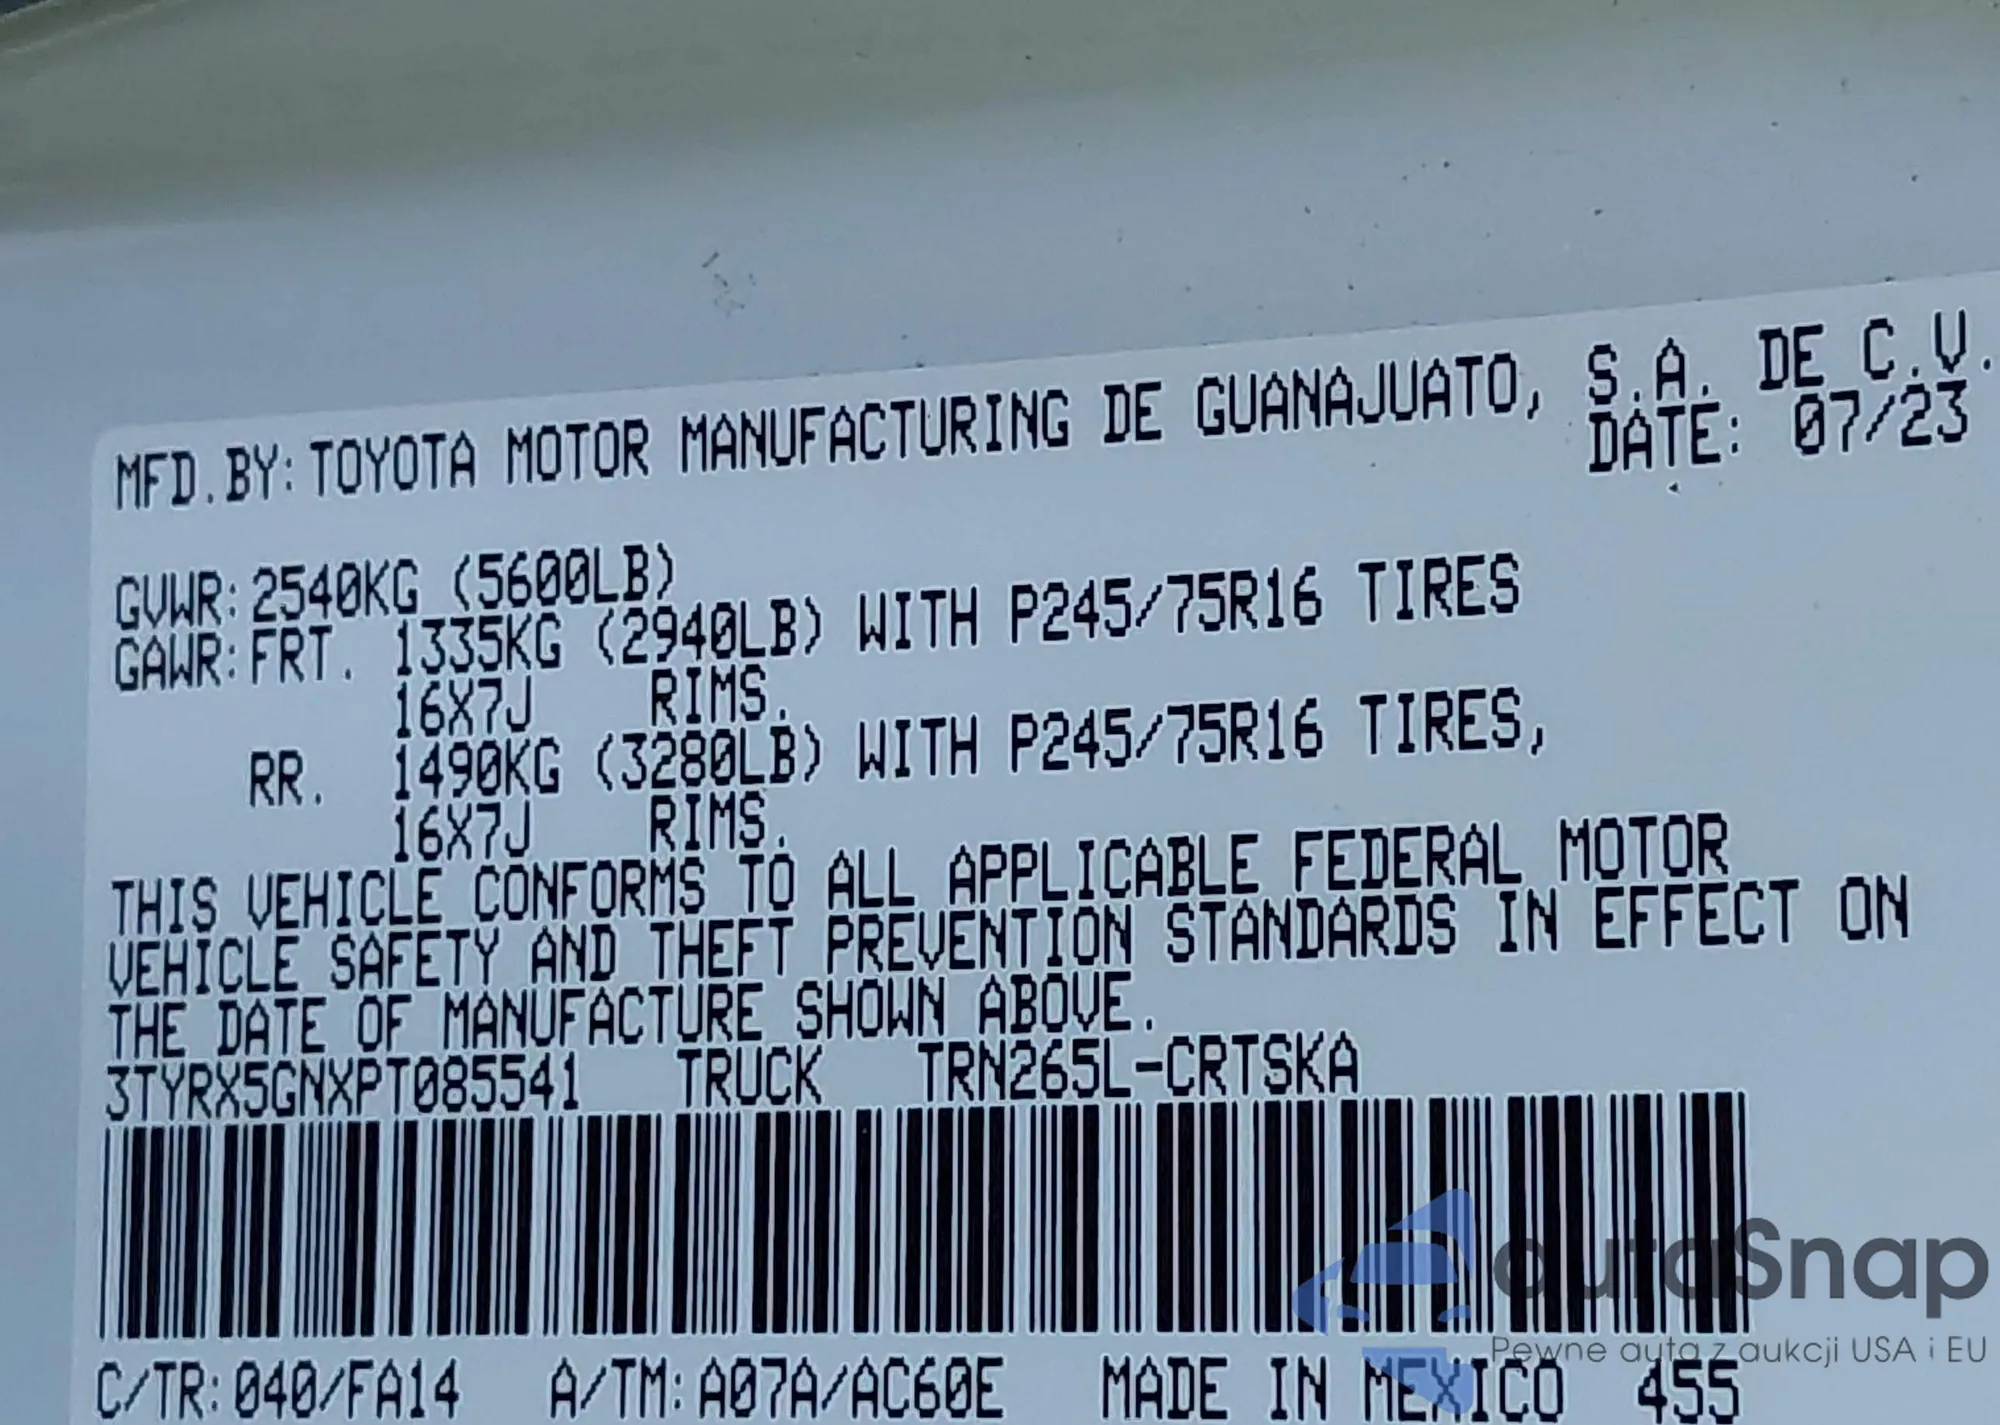 MFD.BY: TOYOTA MOTOR MANUFACTURING DE GUANAJUATO, S.A. DE C.V.
DATE: 07/23
GVWR: 2540KG (5600LB)
GAWR: FRT. 1335KG (2940LB) WITH P245/75R16 TIRES
16X7J RIMS.
RR. 1490KG (3280LB) WITH P245/75R16 TIRES,
16X7J RIMS.
THIS VEHICLE CONFORMS TO ALL APPLICABLE FEDERAL MOTOR
VEHICLE SAFETY AND THEFT PREVENTION STANDARDS IN EFFECT ON
THE DATE OF MANUFACTURE SHOWN ABOVE.
3TYRX5GNXPT085541 TRUCK TRN265L-CRTSKA
autaSnap
Pewne auta z aukcji USA i EU
C/TR: 040/FA14 A/TM: A07A/AC60E MADE IN MEXICO 455